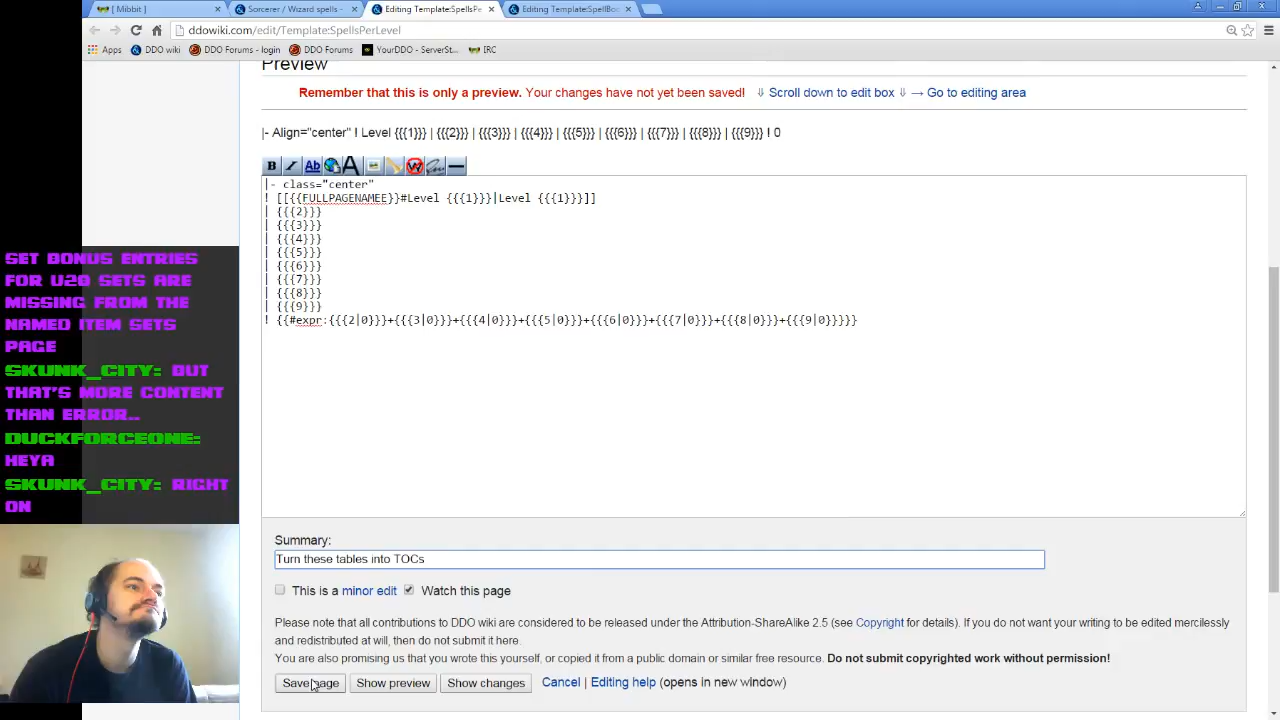 [ Mibbit ]
Sorcerer / Wizard spells -
Editing Template:SpellsPe
Editing Template:SpellBo
ddowiki.com/edit/Template:SpellsPerLevel
Apps
DDO wiki
DDO Forums - login
DDO Forums
YourDDO - ServerSt
IRC
Preview
Remember that this is only a preview. Your changes have not yet been saved! ⇓ Scroll down to edit box ⇓ → Go to editing area
|- Align="center" ! Level {{{1}}} | {{{2}}} | {{{3}}} | {{{4}}} | {{{5}}} | {{{6}}} | {{{7}}} | {{{8}}} | {{{9}}} ! 0
|- class="center"
! [[{{FULLPAGENAMEE}}#Level {{{1}}}|Level {{{1}}}]]
| {{{2}}}
| {{{3}}}
| {{{4}}}
| {{{5}}}
| {{{6}}}
| {{{7}}}
| {{{8}}}
| {{{9}}}
! {{#expr:{{{2|0}}}+{{{3|0}}}+{{{4|0}}}+{{{5|0}}}+{{{6|0}}}+{{{7|0}}}+{{{8|0}}}+{{{9|0}}}}}
SET BONUS ENTRIES
FOR U20 SETS ARE
MISSING FROM THE
NAMED ITEM SETS
PAGE
SKUNK_CITY: BUT
THAT'S MORE CONTENT
THAN ERROR..
DUCKFORCEONE:
HEYA
SKUNK_CITY: RIGHT
ON
Summary:
Turn these tables into TOCs
This is a minor edit
Watch this page
Please note that all contributions to DDO wiki are considered to be released under the Attribution-ShareAlike 2.5 (see Copyright for details). If you do not want your writing to be edited mercilessly
and redistributed at will, then do not submit it here.
You are also promising us that you wrote this yourself, or copied it from a public domain or similar free resource. Do not submit copyrighted work without permission!
Save page
Show preview
Show changes
Cancel | Editing help (opens in new window)